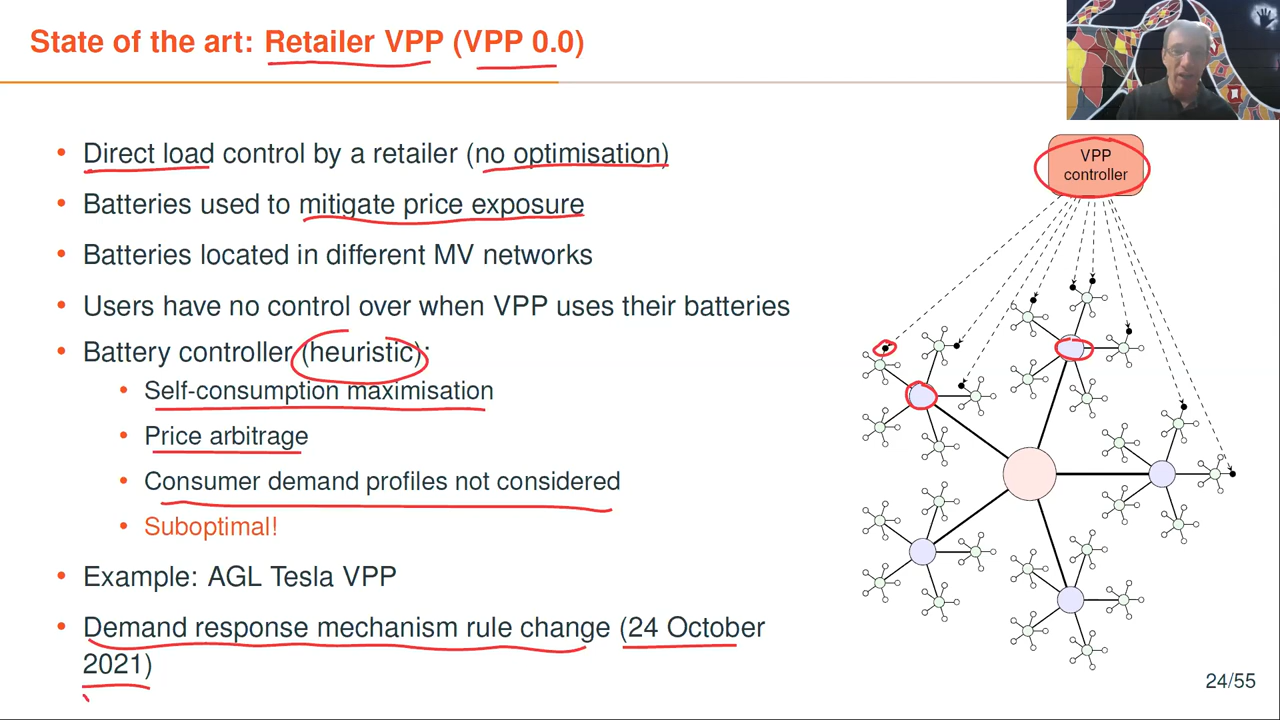 State of the art: Retailer VPP (VPP 0.0)
• Direct load control by a retailer (no optimisation)
• Batteries used to mitigate price exposure
• Batteries located in different MV networks
• Users have no control over when VPP uses their batteries
• Battery controller (heuristic):
• Self-consumption maximisation
• Price arbitrage
• Consumer demand profiles not considered
• Suboptimal!
• Example: AGL Tesla VPP
• Demand response mechanism rule change (24 October
2021)
VPP
controller
24/55